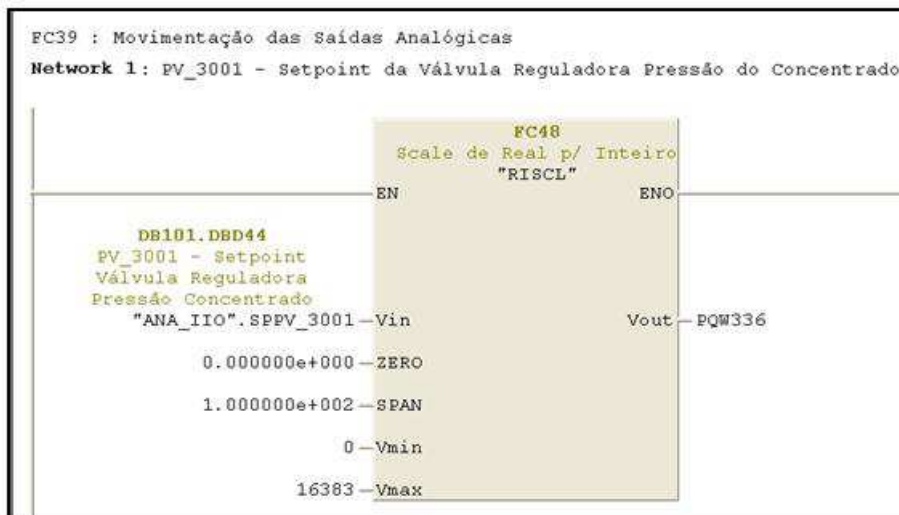 FC39 : Movimentação das Saídas Analógicas
Network 1: PV_3001 - Setpoint da Válvula Reguladora Pressão do Concentrado
FC48
Scale de Real p/ Inteiro
"RISCL"
EN ENO
DB101.DBD44
PV_3001 - Setpoint
Válvula Reguladora
Pressão Concentrado
"ANA_IIO".SPPV_3001 Vin Vout PQW336
0.000000e+000 ZERO
1.000000e+002 SPAN
0 Vmin
16383 Vmax